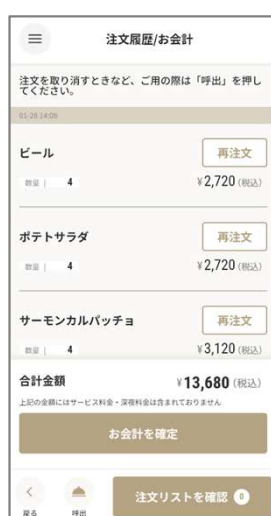 注文履歴/お会計
注文を取り消すときなど、ご用の際は「呼出」を押し
てください。
01-28 14:08
ビール
再注文
数量 | 4
¥2,720 (税込)
ポテトサラダ
再注文
数量 | 4
¥2,720 (税込)
サーモンカルパッチョ
再注文
数量 | 4
¥3,120 (税込)
合計金額
¥13,680 (税込)
上記の金額にはサービス料金・深夜料金は含まれておりません
お会計を確定
戻る
呼出
注文リストを確認 0